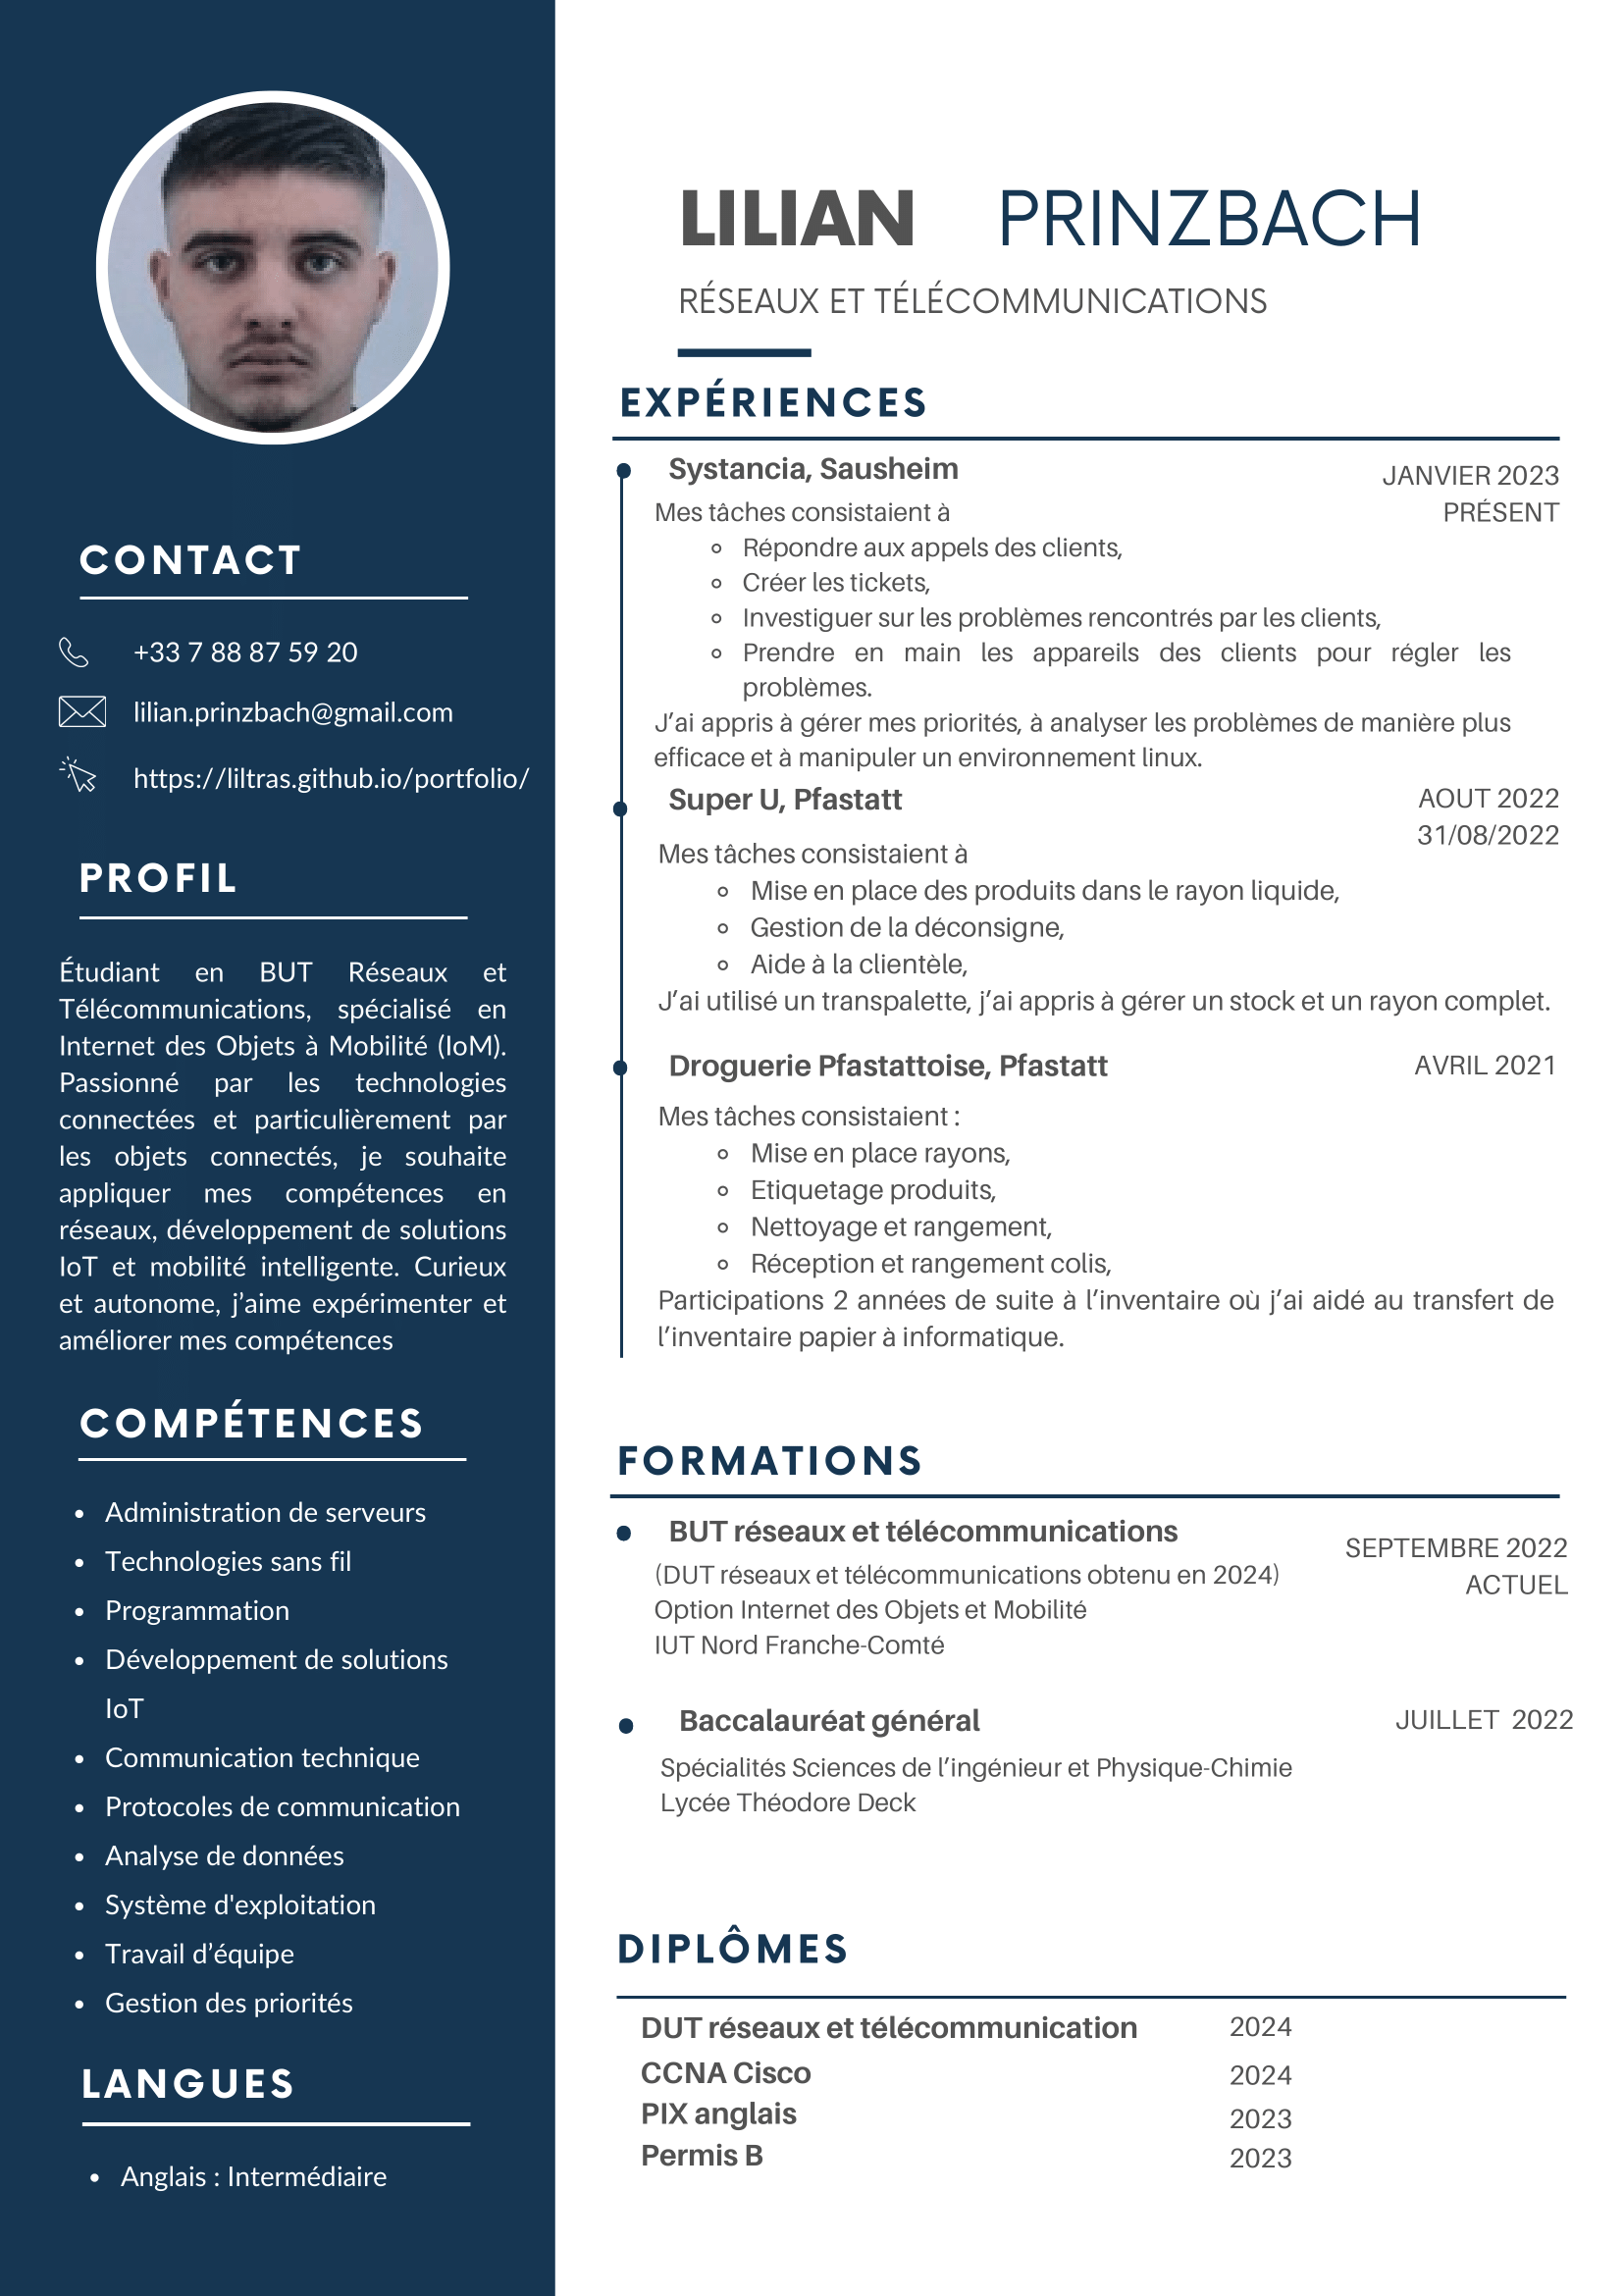 LILIAN PRINZBACH
RÉSEAUX ET TÉLÉCOMMUNICATIONS
CONTACT
+33 7 88 87 59 20
lilian.prinzbach@gmail.com
https://liltras.github.io/portfolio/
PROFIL
Étudiant en BUT Réseaux et
Télécommunications, spécialisé en
Internet des Objets à Mobilité (IoM).
Passionné par les technologies
connectées et particulièrement par
les objets connectés, je souhaite
appliquer mes compétences en
réseaux, développement de solutions
IoT et mobilité intelligente. Curieux
et autonome, j’aime expérimenter et
améliorer mes compétences
COMPÉTENCES
• Administration de serveurs
• Technologies sans fil
• Programmation
• Développement de solutions
IoT
• Communication technique
• Protocoles de communication
• Analyse de données
• Système d'exploitation
• Travail d’équipe
• Gestion des priorités
LANGUES
• Anglais : Intermédiaire
EXPÉRIENCES
Systancia, Sausheim
JANVIER 2023
PRÉSENT
Mes tâches consistaient à
Répondre aux appels des clients,
Créer les tickets,
Investiguer sur les problèmes rencontrés par les clients,
Prendre en main les appareils des clients pour régler les
problèmes.
J’ai appris à gérer mes priorités, à analyser les problèmes de manière plus
efficace et à manipuler un environnement linux.
Super U, Pfastatt
AOUT 2022
31/08/2022
Mes tâches consistaient à
Mise en place des produits dans le rayon liquide,
Gestion de la déconsigne,
Aide à la clientèle,
J’ai utilisé un transpalette, j’ai appris à gérer un stock et un rayon complet.
Droguerie Pfastattoise, Pfastatt
AVRIL 2021
Mes tâches consistaient :
Mise en place rayons,
Etiquetage produits,
Nettoyage et rangement,
Réception et rangement colis,
Participations 2 années de suite à l’inventaire où j’ai aidé au transfert de
l’inventaire papier à informatique.
FORMATIONS
BUT réseaux et télécommunications
SEPTEMBRE 2022
ACTUEL
(DUT réseaux et télécommunications obtenu en 2024)
Option Internet des Objets et Mobilité
IUT Nord Franche-Comté
Baccalauréat général
JUILLET 2022
Spécialités Sciences de l’ingénieur et Physique-Chimie
Lycée Théodore Deck
DIPLÔMES
DUT réseaux et télécommunication 2024
CCNA Cisco 2024
PIX anglais 2023
Permis B 2023